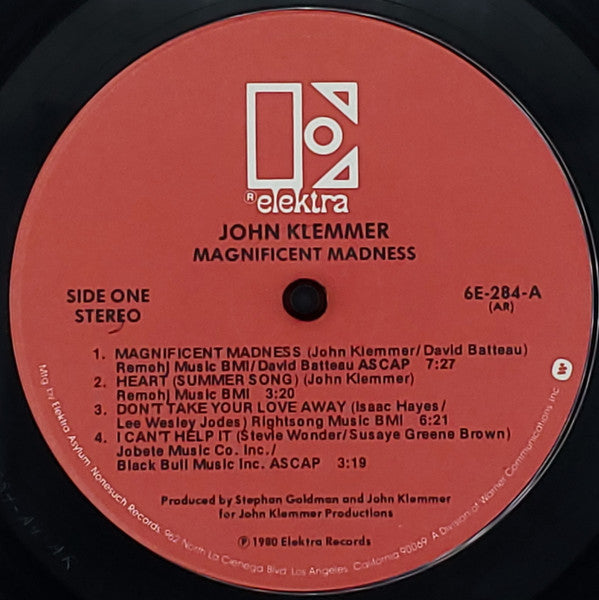 ® elektra
JOHN KLEMMER
MAGNIFICENT MADNESS
SIDE ONE
STEREO
6E-284-A
(AR)
1. MAGNIFICENT MADNESS (John Klemmer/David Batteau)
Remohj Music BMI/David Batteau ASCAP 7:27
2. HEART (SUMMER SONG) (John Klemmer)
Remohj Music BMI 3:20
3. DON'T TAKE YOUR LOVE AWAY (Isaac Hayes/
Lee Wesley Jodes) Rightsong Music BMI 6:21
4. I CAN'T HELP IT (Stevie Wonder/Susaye Greene Brown)
Jobete Music Co. Inc./
Black Bull Music Inc. ASCAP 3:19
Produced by Stephan Goldman and John Klemmer
for John Klemmer Productions
℗ 1980 Elektra Records
Mfg by Elektra Asylum Nonesuch Records, 962 North La Cienega Blvd. Los Angeles, California 90069. A Division of Warner Communications Inc.